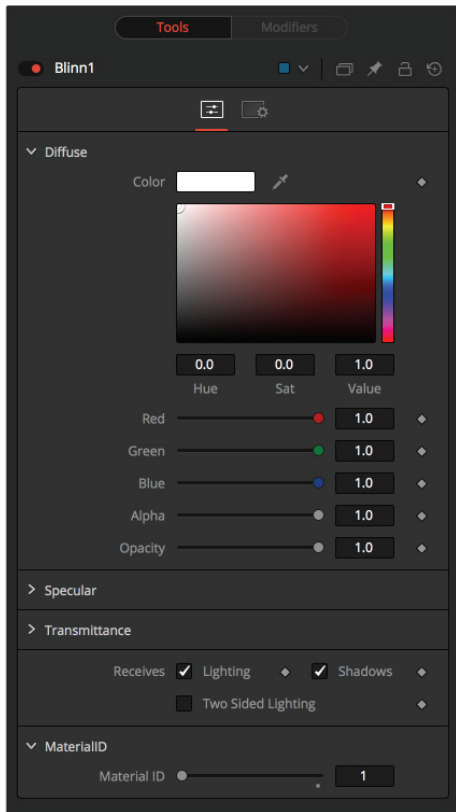 Tools Modifiers
Blinn1
Diffuse
Color
0.0 0.0 1.0
Hue Sat Value
Red 1.0
Green 1.0
Blue 1.0
Alpha 1.0
Opacity 1.0
Specular
Transmittance
Receives Lighting Shadows
Two Sided Lighting
MaterialID
Material ID 1